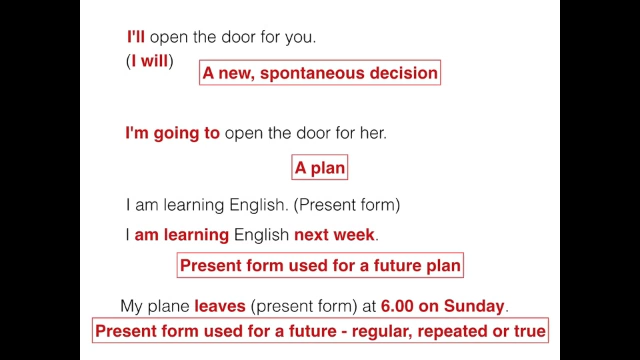 I'll open the door for you.
(I will)
A new, spontaneous decision
I'm going to open the door for her.
A plan
I am learning English. (Present form)
I am learning English next week.
Present form used for a future plan
My plane leaves (present form) at 6.00 on Sunday.
Present form used for a future - regular, repeated or true